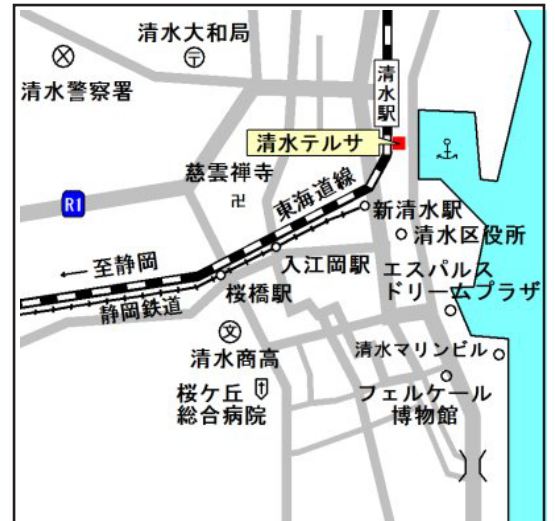 清水大和局
清水警察署
清水駅
清水テルサ
慈雲禅寺
東海道線
R1
新清水駅
清水区役所
入江岡駅
至静岡
エスパルス
ドリームプラザ
桜橋駅
静岡鉄道
清水商高
清水マリンビル
桜ケ丘
総合病院
フェルケール
博物館